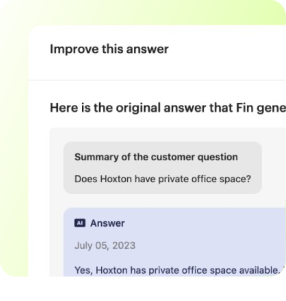 Improve this answer
Here is the original answer that Fin gene
Summary of the customer question
Does Hoxton have private office space?
AI Answer
July 05, 2023
Yes, Hoxton has private office space available.